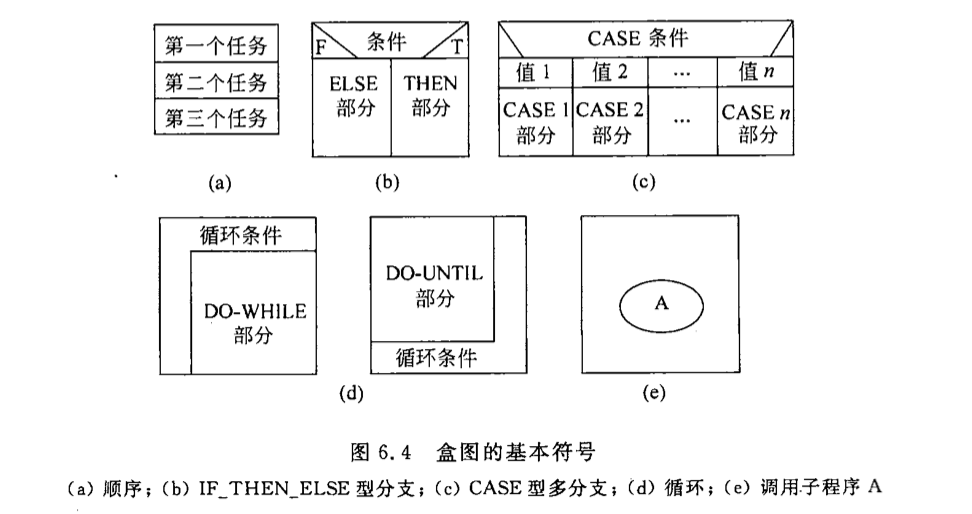 第一个任务
第二个任务
第三个任务
(a)
F 条件 T
ELSE 部分
THEN 部分
(b)
CASE 条件
值 1 值 2 … 值 n
CASE 1 部分
CASE 2 部分
…
CASE n 部分
(c)
循环条件
DO-WHILE
部分
DO-UNTIL
部分
循环条件
(d)
A
(e)
图 6.4 盒图的基本符号
(a) 顺序; (b) IF_THEN_ELSE 型分支; (c) CASE 型多分支; (d) 循环; (e) 调用子程序 A